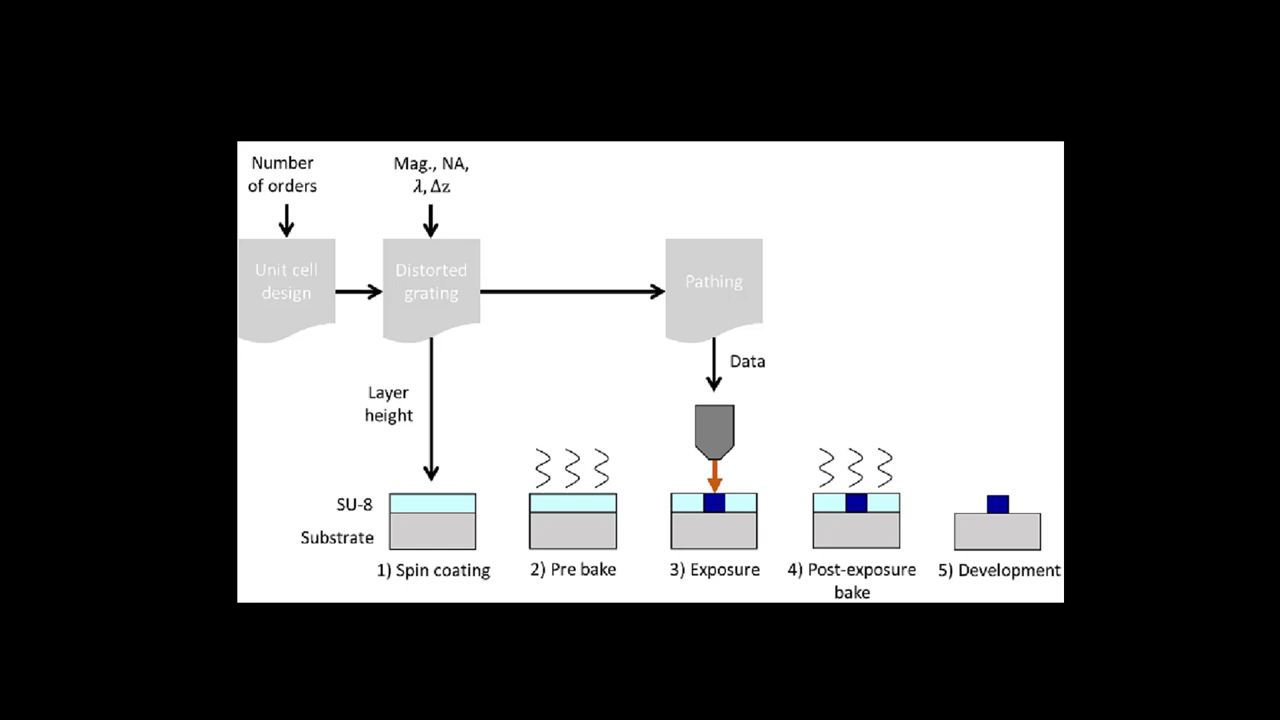 Number
of orders
Mag., NA,
λ, Δz
Unit cell
design
Distorted
grating
Pathing
Data
Layer
height
SU-8
Substrate
1) Spin coating
2) Pre bake
3) Exposure
4) Post-exposure
bake
5) Development